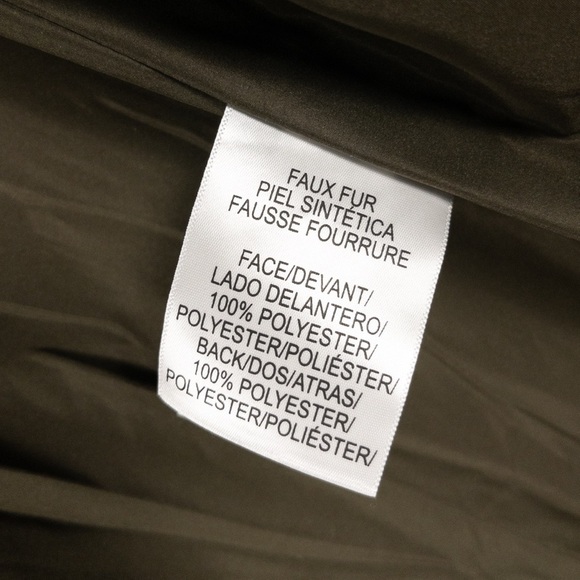 FAUX FUR
PIEL SINTÉTICA
FAUSSE FOURRURE
FACE/DEVANT/
LADO DELANTERO/
100% POLYESTER/
POLYESTER/POLIÉSTER/
BACK/DOS/ATRAS/
100% POLYESTER/
POLYESTER/POLIÉSTER/